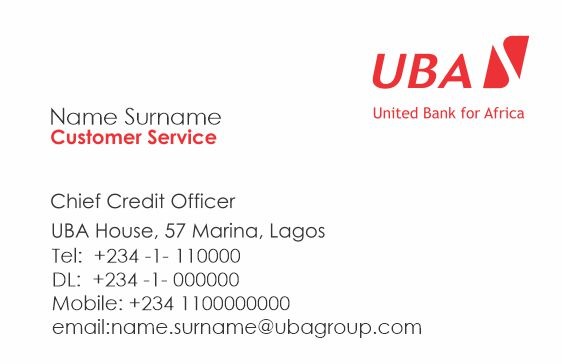 UBA
United Bank for Africa
Name Surname
Customer Service
Chief Credit Officer
UBA House, 57 Marina, Lagos
Tel: +234 -1- 110000
DL: +234 -1- 000000
Mobile: +234 1100000000
email:name.surname@ubagroup.com